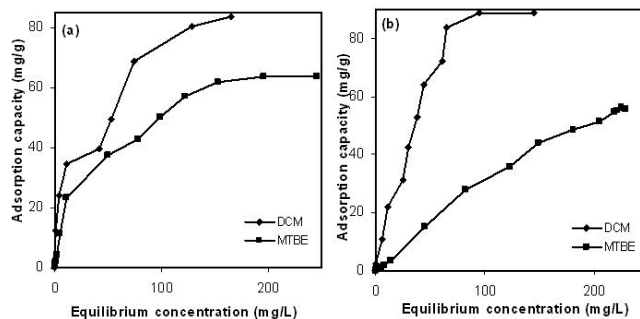 (a)
Adsorption capacity (mg/g)
80
60
40
20
0
DCM
MTBE
0
100
200
Equilibrium concentration (mg/L)
(b)
Adsorption capacity (mg/g)
80
60
40
20
0
DCM
MTBE
0
100
200
Equilibrium concentration (mg/L)